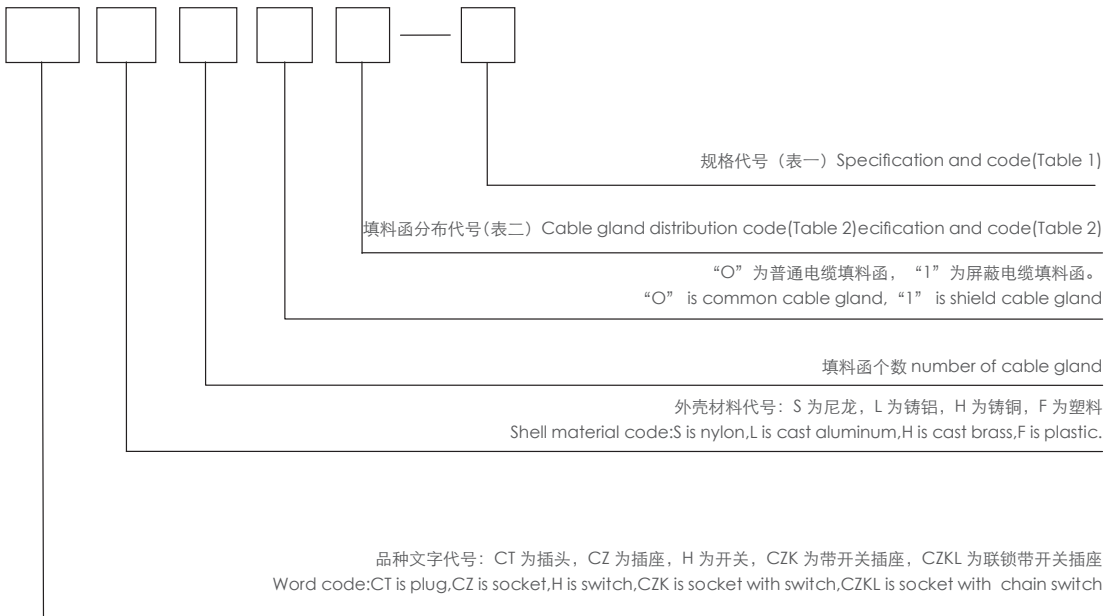 规格代号（表一）Specification and code(Table 1)
填料函分布代号(表二）Cable gland distribution code(Table 2)ecification and code(Table 2)
“O”为普通电缆填料函，“1”为屏蔽电缆填料函。
“O” is common cable gland, “1” is shield cable gland
填料函个数 number of cable gland
外壳材料代号：S 为尼龙，L 为铸铝，H 为铸铜，F 为塑料
Shell material code:S is nylon,L is cast aluminum,H is cast brass,F is plastic.
品种文字代号：CT 为插头，CZ 为插座，H 为开关，CZK 为带开关插座，CZKL 为联锁带开关插座
Word code:CT is plug,CZ is socket,H is switch,CZK is socket with switch,CZKL is socket with chain switch